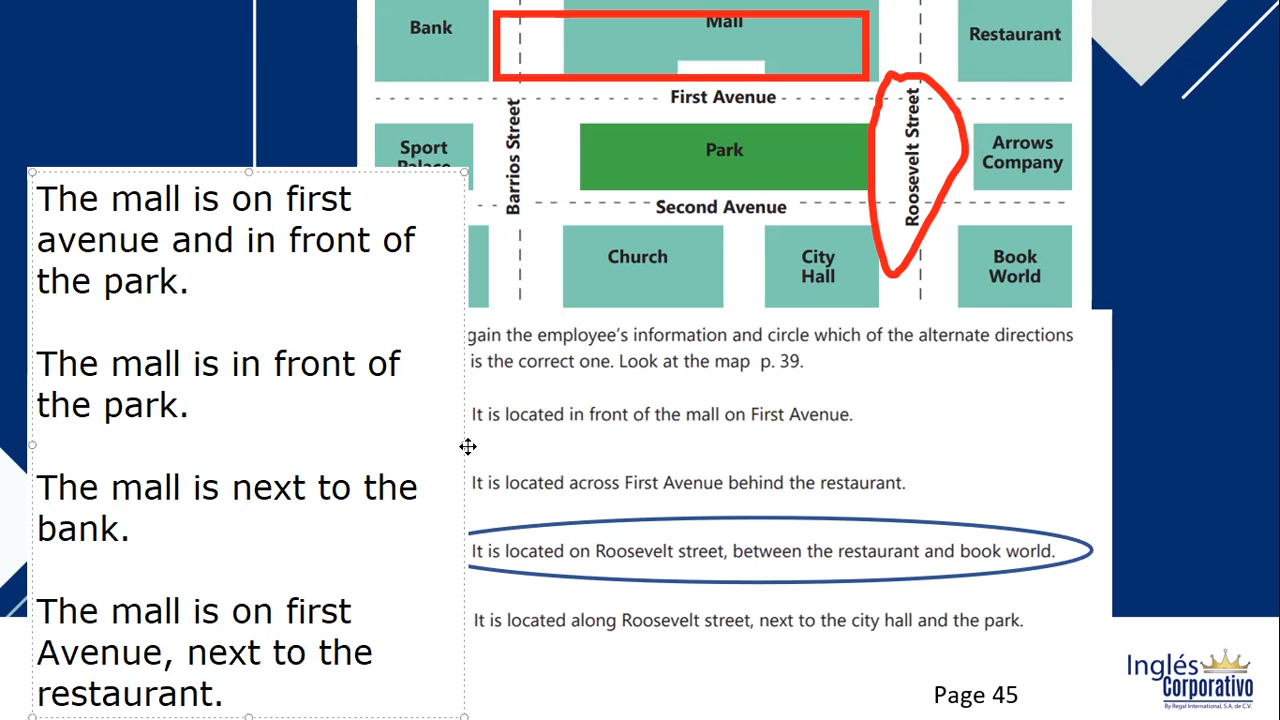 Bank
Mall
Restaurant
First Avenue
Barrios Street
Roosevelt Street
Sport
Palace
Park
Arrows
Company
Second Avenue
Church
City
Hall
Book
World
The mall is on first
avenue and in front of
the park.
The mall is in front of
the park.
The mall is next to the
bank.
The mall is on first
Avenue, next to the
restaurant.
gain the employee's information and circle which of the alternate directions
is the correct one. Look at the map p. 39.
It is located in front of the mall on First Avenue.
It is located across First Avenue behind the restaurant.
It is located on Roosevelt street, between the restaurant and book world.
It is located along Roosevelt street, next to the city hall and the park.
Page 45
Inglés
Corporativo
By Regal International, S.A. de C.V.